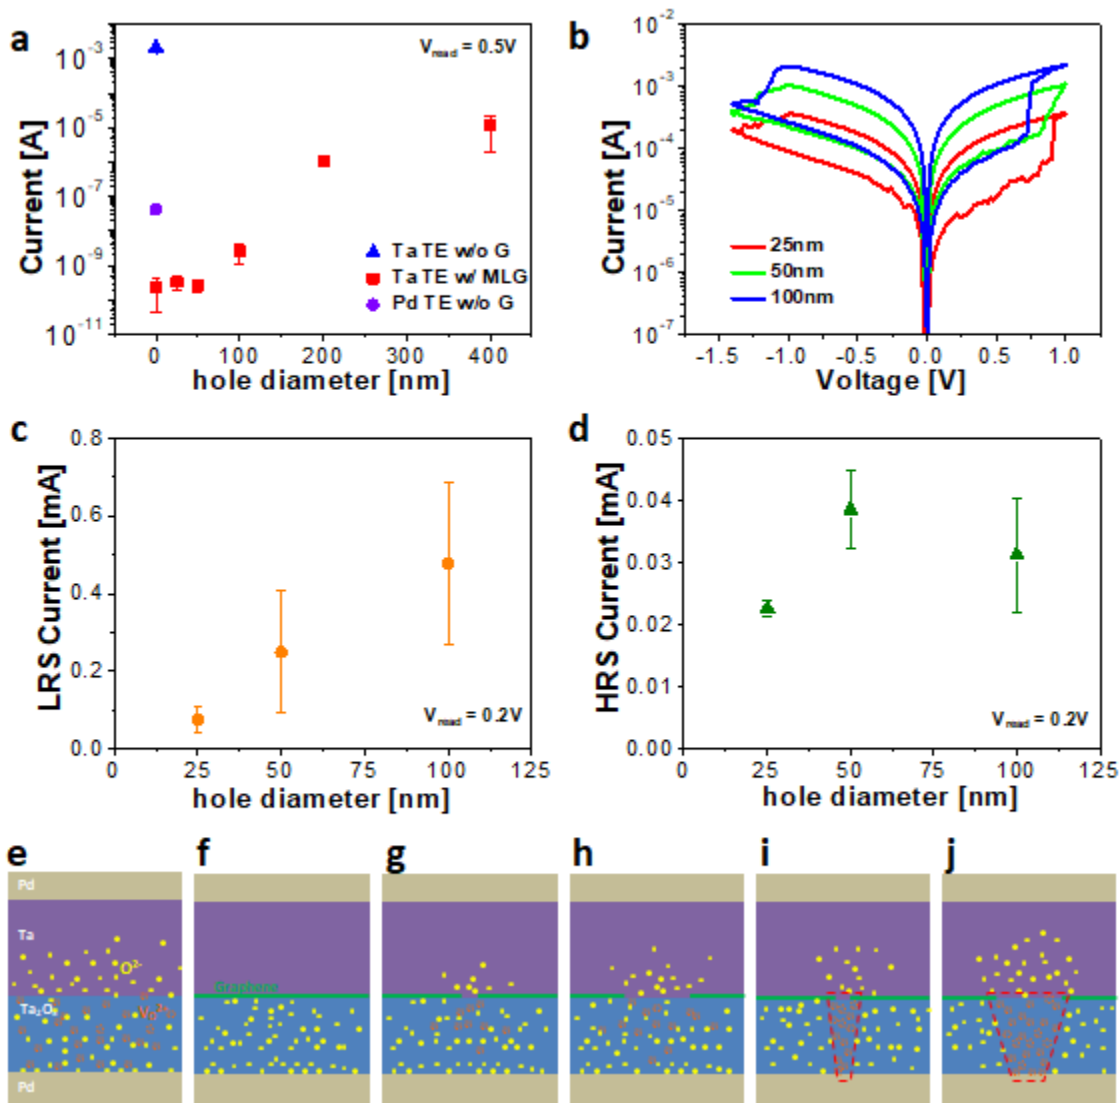 a
V_read = 0.5V
Current [A]
10^-3
10^-5
10^-7
10^-9
10^-11
Ta TE w/o G
Ta TE w/ MLG
Pd TE w/o G
0 100 200 300 400
hole diameter [nm]
b
Current [A]
10^-2
10^-3
10^-4
10^-5
10^-6
10^-7
25nm
50nm
100nm
-1.5 -1.0 -0.5 0.0 0.5 1.0
Voltage [V]
c
LRS Current [mA]
0.8
0.6
0.4
0.2
0.0
V_read = 0.2V
0 25 50 75 100 125
hole diameter [nm]
d
HRS Current [mA]
0.05
0.04
0.03
0.02
0.01
0.00
V_read = 0.2V
0 25 50 75 100 125
hole diameter [nm]
e f g h i j
Pd
Ta
O^2-
Graphene
Pd